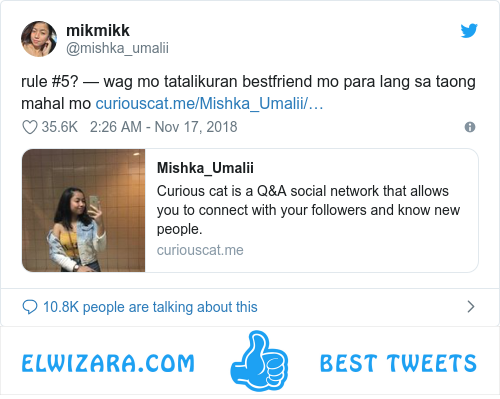 mikmikk
@mishka_umalii
rule #5? — wag mo tatalikuran bestfriend mo para lang sa taong
mahal mo curiouscat.me/Mishka_Umalii/…
35.6K 2:26 AM - Nov 17, 2018
Mishka_Umalii
Curious cat is a Q&A social network that allows
you to connect with your followers and know new
people.
curiouscat.me
10.8K people are talking about this
ELWIZARA.COM BEST TWEETS